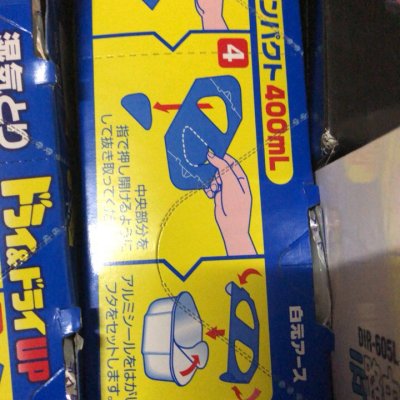 湿気とり
ドライ&ドライUP
コンパクト400mL
4
中央部分を
指で押し開けるように
して抜き取ってくだ
アルミシールをはがし
フタをセットします。
白元アース